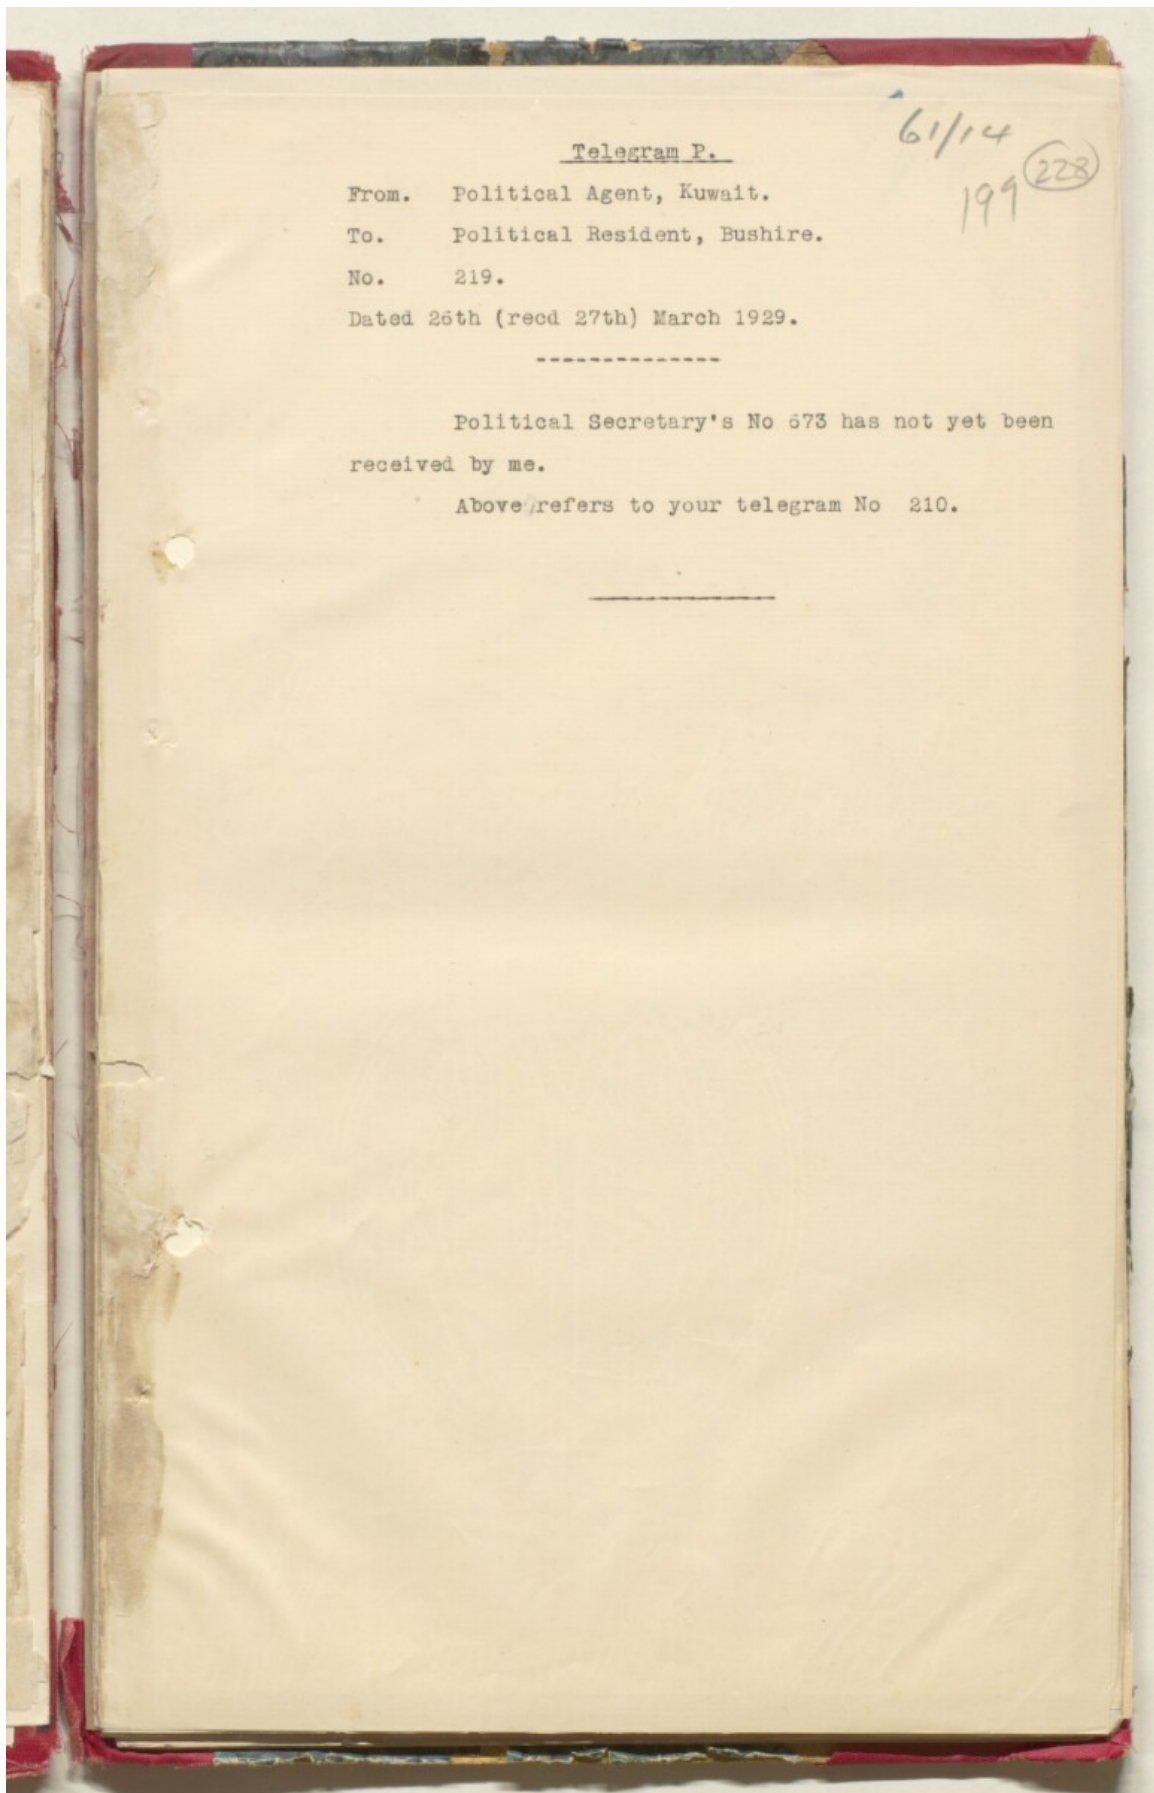 61/14
228
199
Telegram P.
From. Political Agent, Kuwait.
To. Political Resident, Bushire.
No. 219.
Dated 26th (recd 27th) March 1929.
--------------
Political Secretary's No 673 has not yet been
received by me.
Above refers to your telegram No 210.